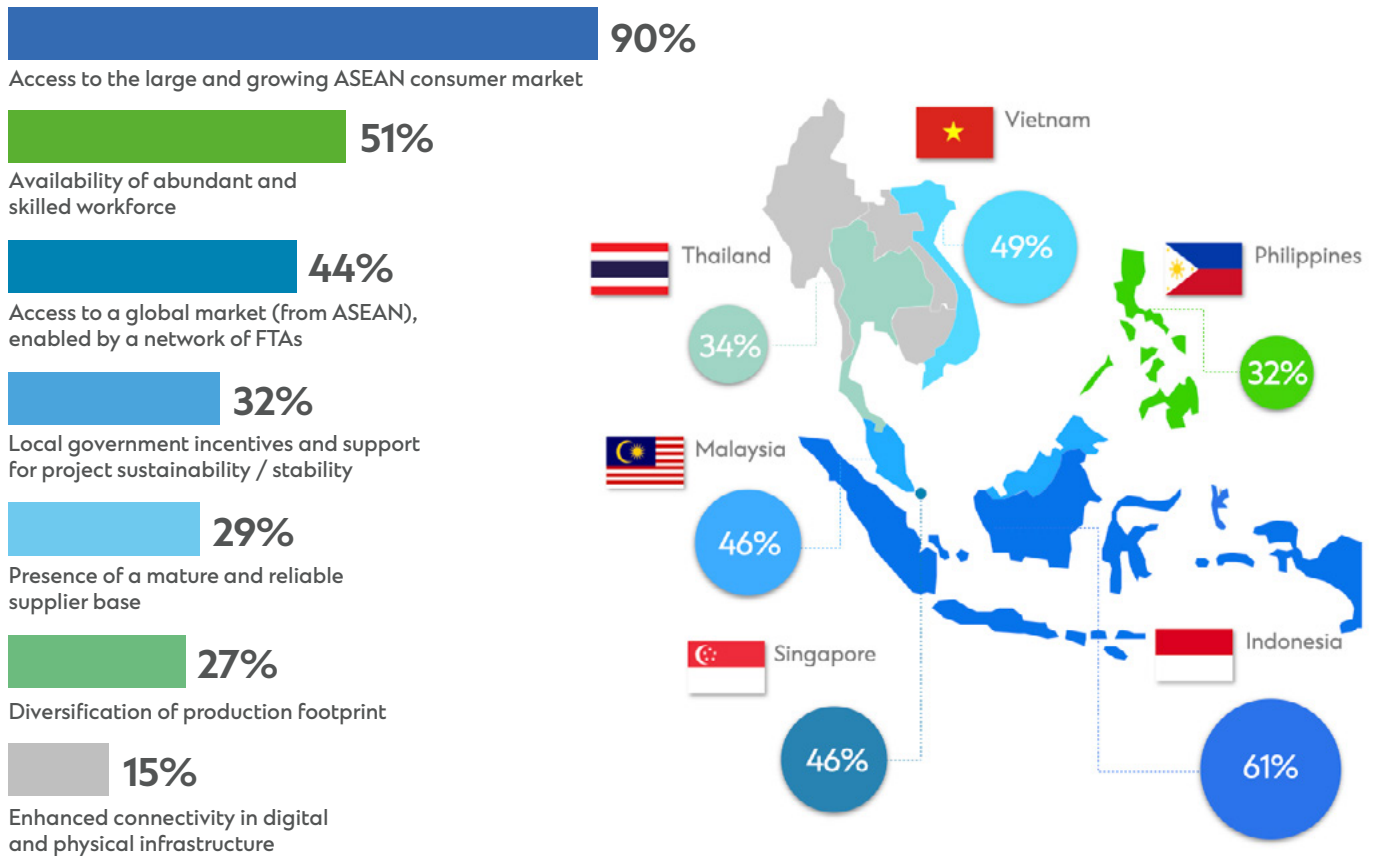 90%
Access to the large and growing ASEAN consumer market
51%
Availability of abundant and
skilled workforce
44%
Access to a global market (from ASEAN),
enabled by a network of FTAs
32%
Local government incentives and support
for project sustainability / stability
29%
Presence of a mature and reliable
supplier base
27%
Diversification of production footprint
15%
Enhanced connectivity in digital
and physical infrastructure
Vietnam
49%
Thailand
34%
Philippines
32%
Malaysia
46%
Singapore
46%
Indonesia
61%